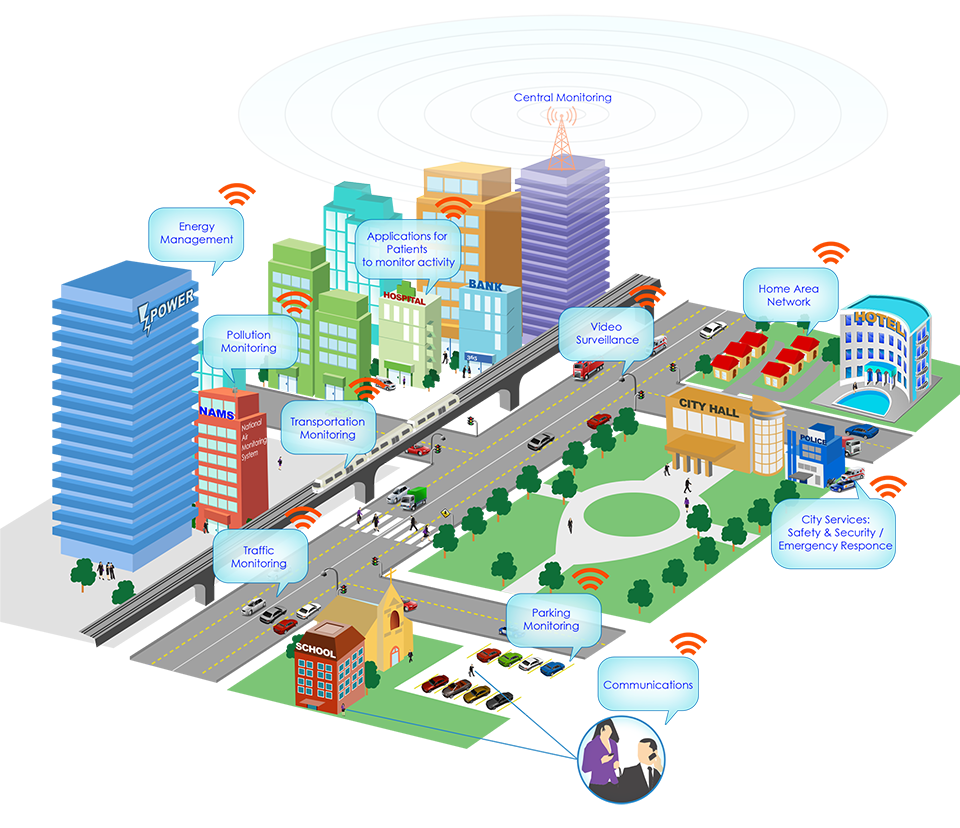 Central Monitoring
Energy
Management
Applications for
Patients
to monitor activity
Home Area
Network
HOSPITAL
BANK
365
POWER
Pollution
Monitoring
Video
Surveillance
HOTEL
NAMS
National
Air
Monitoring
System
Transportation
Monitoring
CITY HALL
POLICE
City Services:
Safety & Security /
Emergency Responce
Traffic
Monitoring
Parking
Monitoring
SCHOOL
Communications